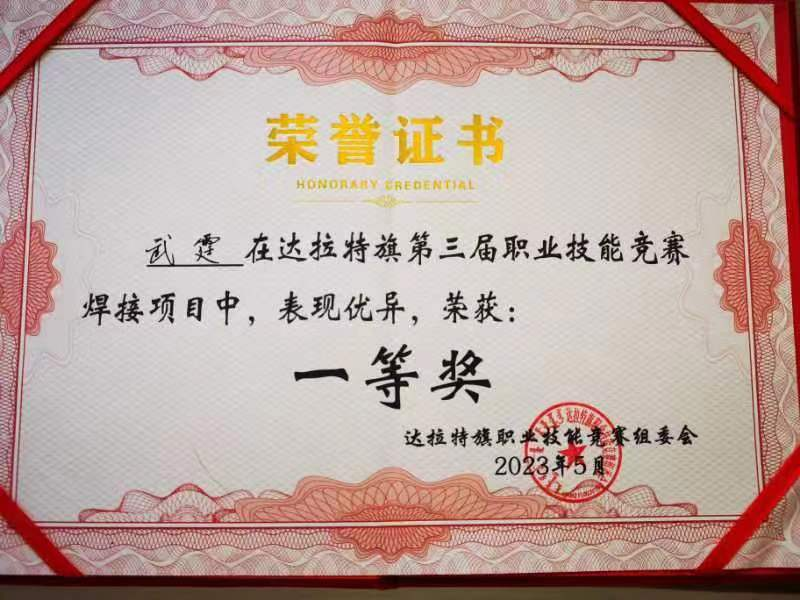 荣誉证书
HONORARY CREDENTIAL
武霆在达拉特旗第三届职业技能竞赛
焊接项目中，表现优异，荣获：
一等奖
达拉特旗职业技能竞赛组委会
2023年5月